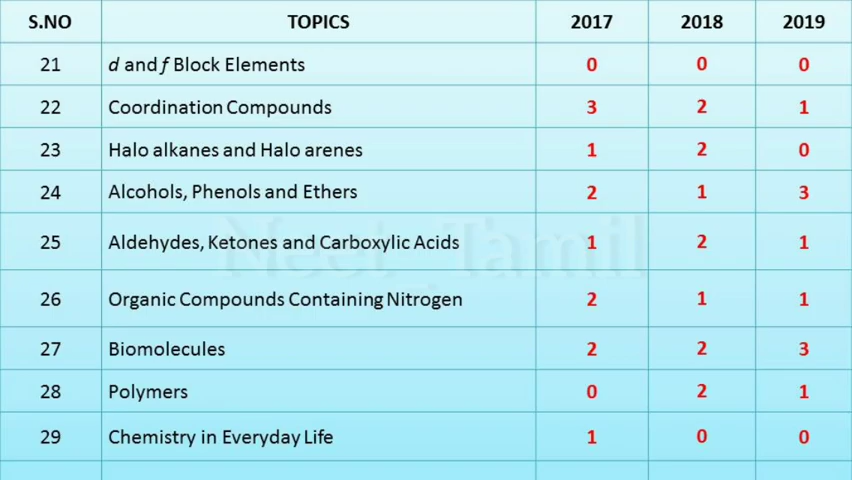 S.NO TOPICS 2017 2018 2019
21 d and f Block Elements 0 0 0
22 Coordination Compounds 3 2 1
23 Halo alkanes and Halo arenes 1 2 0
24 Alcohols, Phenols and Ethers 2 1 3
25 Aldehydes, Ketones and Carboxylic Acids 1 2 1
26 Organic Compounds Containing Nitrogen 2 1 1
27 Biomolecules 2 2 3
28 Polymers 0 2 1
29 Chemistry in Everyday Life 1 0 0
Neet_Tamil